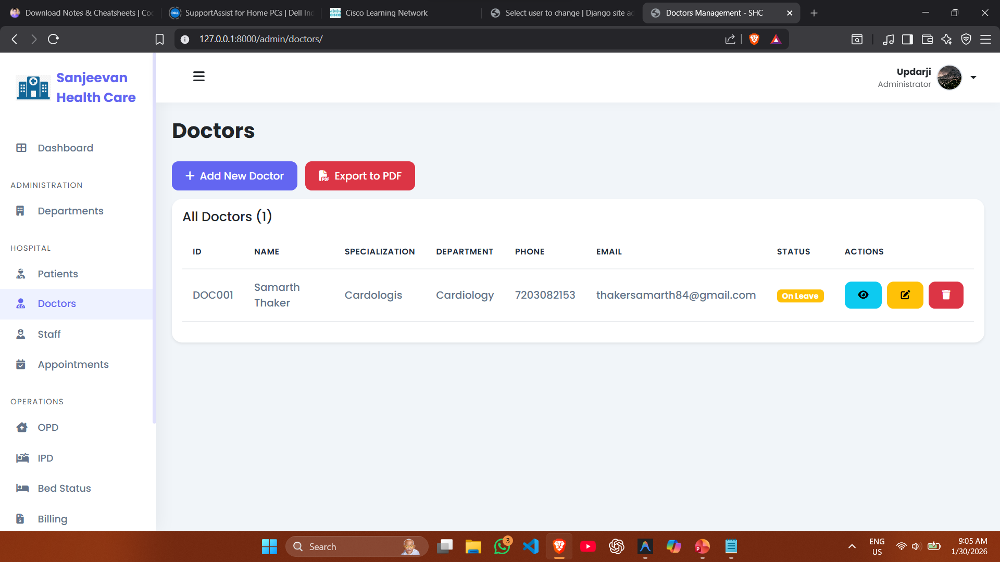 Download Notes & Cheatsheets | Co
SupportAssist for Home PCs | Dell In
Cisco Learning Network
Select user to change | Django site a
Doctors Management - SHC
127.0.0.1:8000/admin/doctors/
Sanjeevan
Health Care
Updarji
Administrator
Doctors
Dashboard
Add New Doctor
Export to PDF
ADMINISTRATION
Departments
All Doctors (1)
HOSPITAL
ID NAME SPECIALIZATION DEPARTMENT PHONE EMAIL STATUS ACTIONS
Patients
DOC001 Samarth Thaker Cardologis Cardiology 7203082153 thakersamarth84@gmail.com On Leave
Doctors
Staff
Appointments
OPERATIONS
OPD
IPD
Bed Status
Billing
Search
3
ENG
US
9:05 AM
1/30/2026